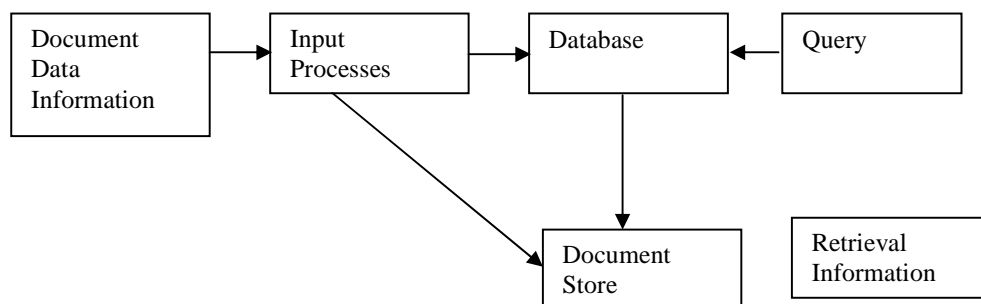 Document
Data
Information
Input
Processes
Database
Query
Document
Store
Retrieval
Information